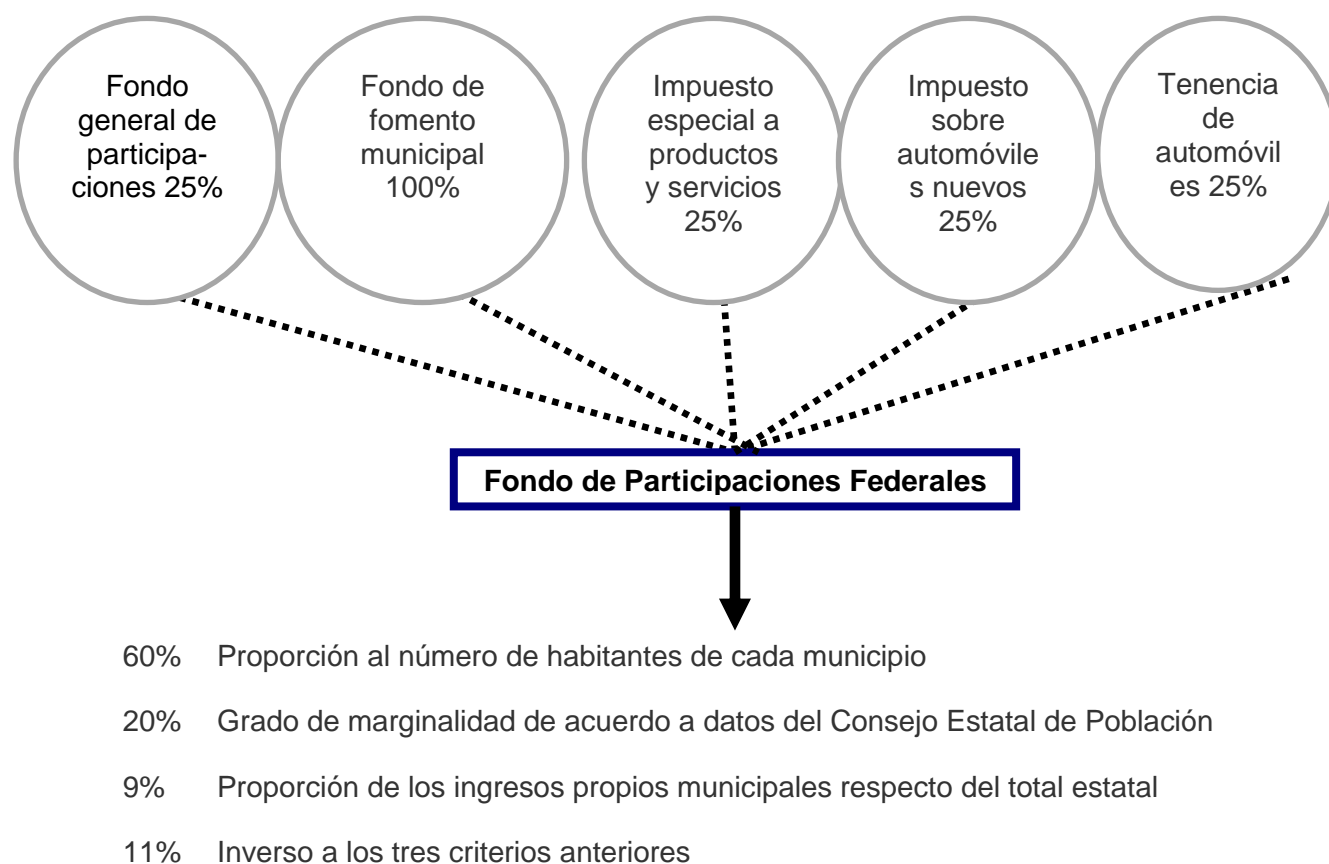 Fondo
general de
participa-
ciones 25%
Fondo de
fomento
municipal
100%
Impuesto
especial a
productos
y servicios
25%
Impuesto
sobre
automóvile
s nuevos
25%
Tenencia
de
automóvil
es 25%
Fondo de Participaciones Federales
60% Proporción al número de habitantes de cada municipio
20% Grado de marginalidad de acuerdo a datos del Consejo Estatal de Población
9% Proporción de los ingresos propios municipales respecto del total estatal
11% Inverso a los tres criterios anteriores